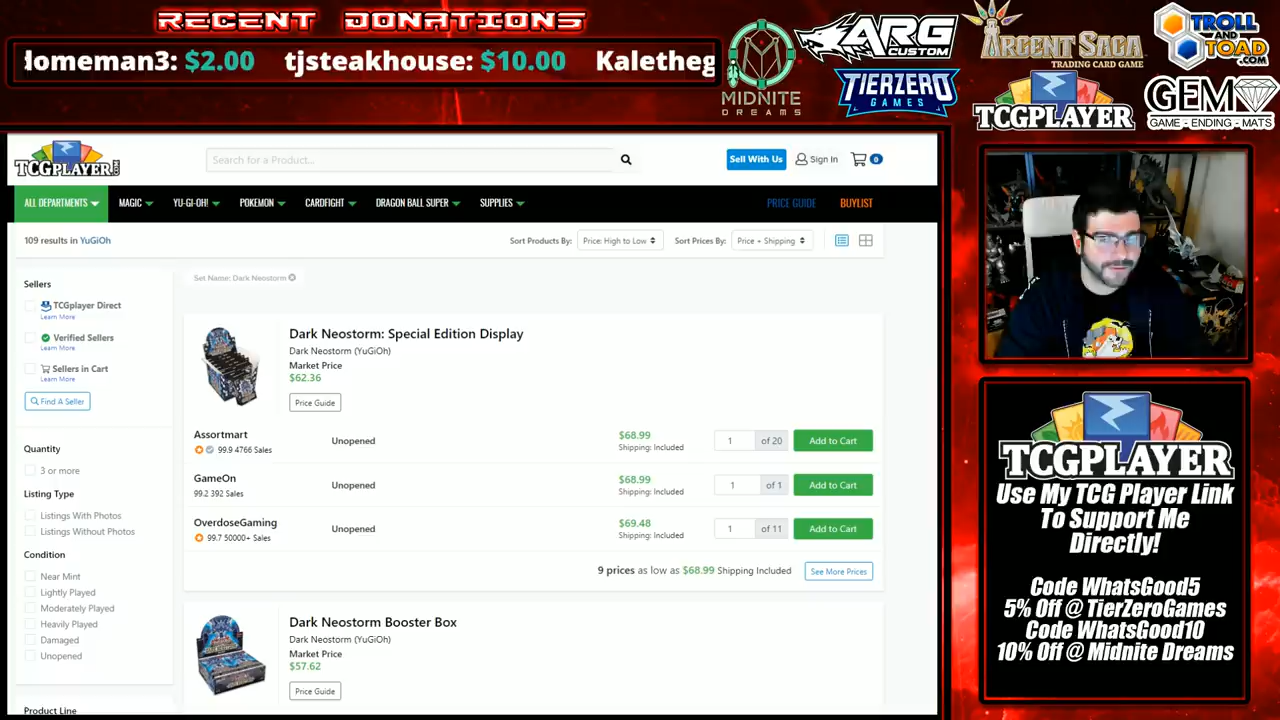 RECENT DONATIONS
lomeman3: $2.00 tjsteakhouse: $10.00 Kaletheg
MIDNITE
DREAMS
ARG
CUSTOM
TIERZERO
GAMES
ARGENT SAGA
TRADING CARD GAME
TCGPLAYER
TROLL
AND
TOAD
.COM
GEM
GAME - ENDING - MATS
TCGPLAYER.COM
Search for a Product...
Sell With Us
Sign In
0
ALL DEPARTMENTS
MAGIC
YU-GI-OH!
POKEMON
CARDFIGHT
DRAGON BALL SUPER
SUPPLIES
PRICE GUIDE
BUYLIST
109 results in YuGiOh
Sort Products By: Price: High to Low
Sort Prices By: Price + Shipping
Set Name: Dark Neostorm
Sellers
TCGplayer Direct
Learn More
Verified Sellers
Learn More
Sellers in Cart
Learn More
Find A Seller
Quantity
3 or more
Listing Type
Listings With Photos
Listings Without Photos
Condition
Near Mint
Lightly Played
Moderately Played
Heavily Played
Damaged
Unopened
Product Line
Dark Neostorm: Special Edition Display
Dark Neostorm (YuGiOh)
Market Price
$62.36
Price Guide
Assortmart
99.9 4766 Sales
Unopened
$68.99
Shipping: Included
1 of 20
Add to Cart
GameOn
99.2 392 Sales
Unopened
$68.99
Shipping: Included
1 of 1
Add to Cart
OverdoseGaming
99.7 50000+ Sales
Unopened
$69.48
Shipping: Included
1 of 11
Add to Cart
9 prices as low as $68.99 Shipping Included
See More Prices
Dark Neostorm Booster Box
Dark Neostorm (YuGiOh)
Market Price
$57.62
Price Guide
TCGPLAYER
Use My TCG Player Link
To Support Me
Directly!
Code WhatsGood5
5% Off @ TierZeroGames
Code WhatsGood10
10% Off @ Midnite Dreams